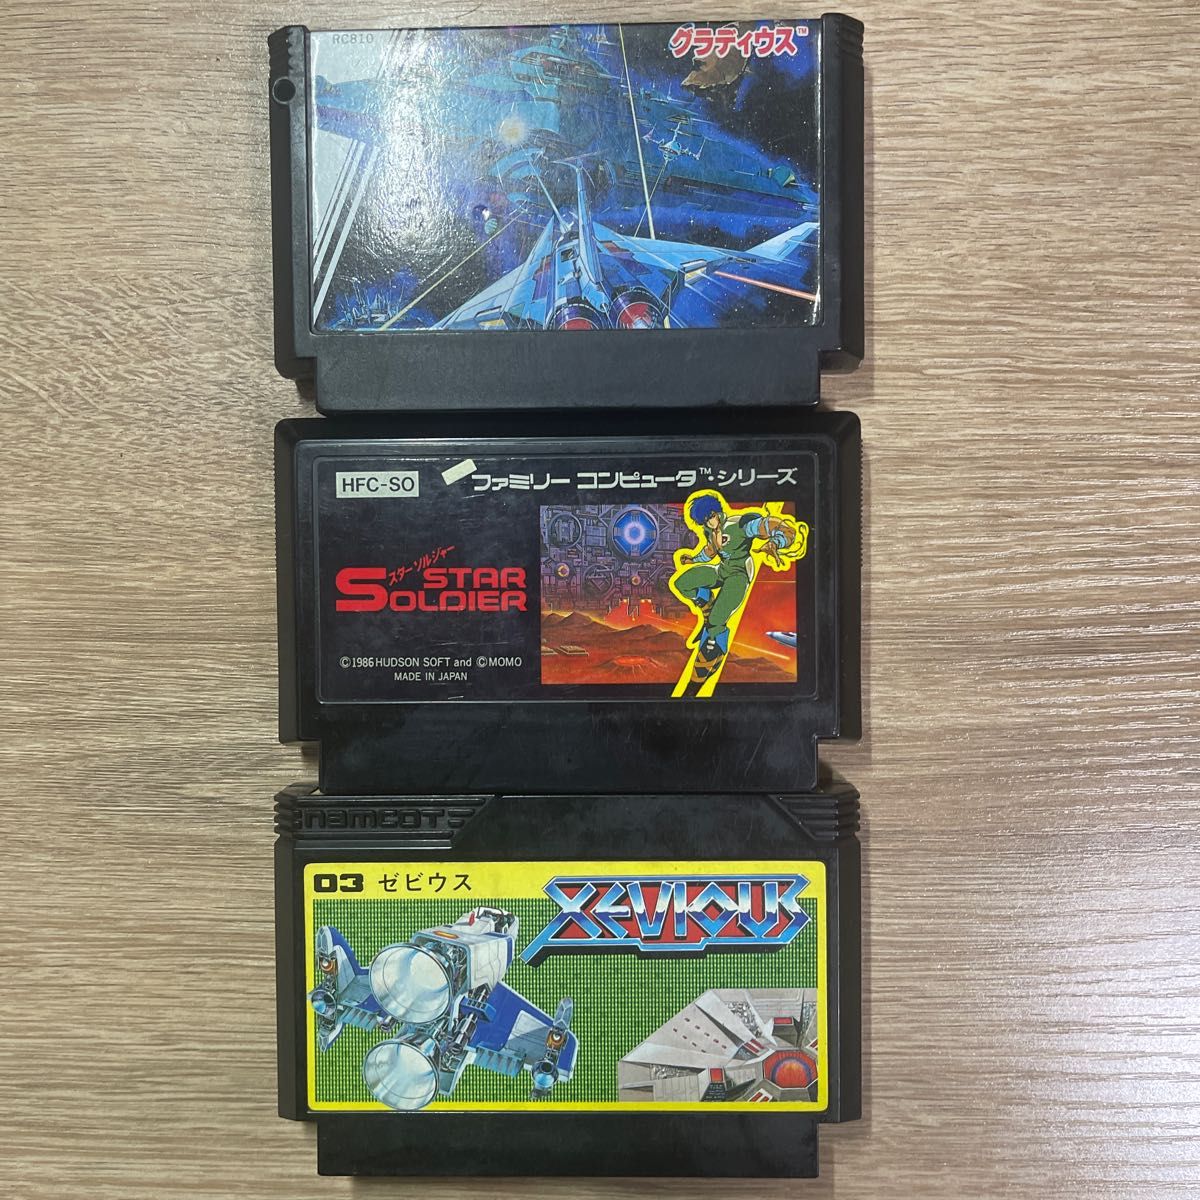 RC810
グラディウス™
HFC-SO
ファミリー コンピュータ™・シリーズ
スター・ソルジャー
STAR
SOLDIER
©1986 HUDSON SOFT and ©MOMO
MADE IN JAPAN
namcot
03 ゼビウス
XEVIOUS